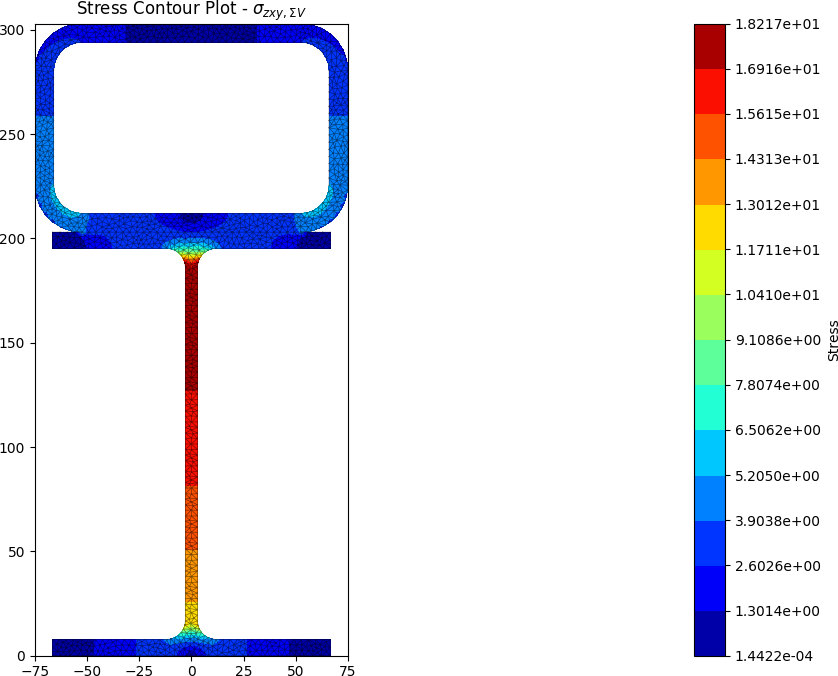 Stress Contour Plot - σzxy,ΣV
300
250
200
150
100
50
0
−75 −50 −25 0 25 50 75
1.8217e+01
1.6916e+01
1.5615e+01
1.4313e+01
1.3012e+01
1.1711e+01
1.0410e+01
9.1086e+00
7.8074e+00
6.5062e+00
5.2050e+00
3.9038e+00
2.6026e+00
1.3014e+00
1.4422e-04
Stress